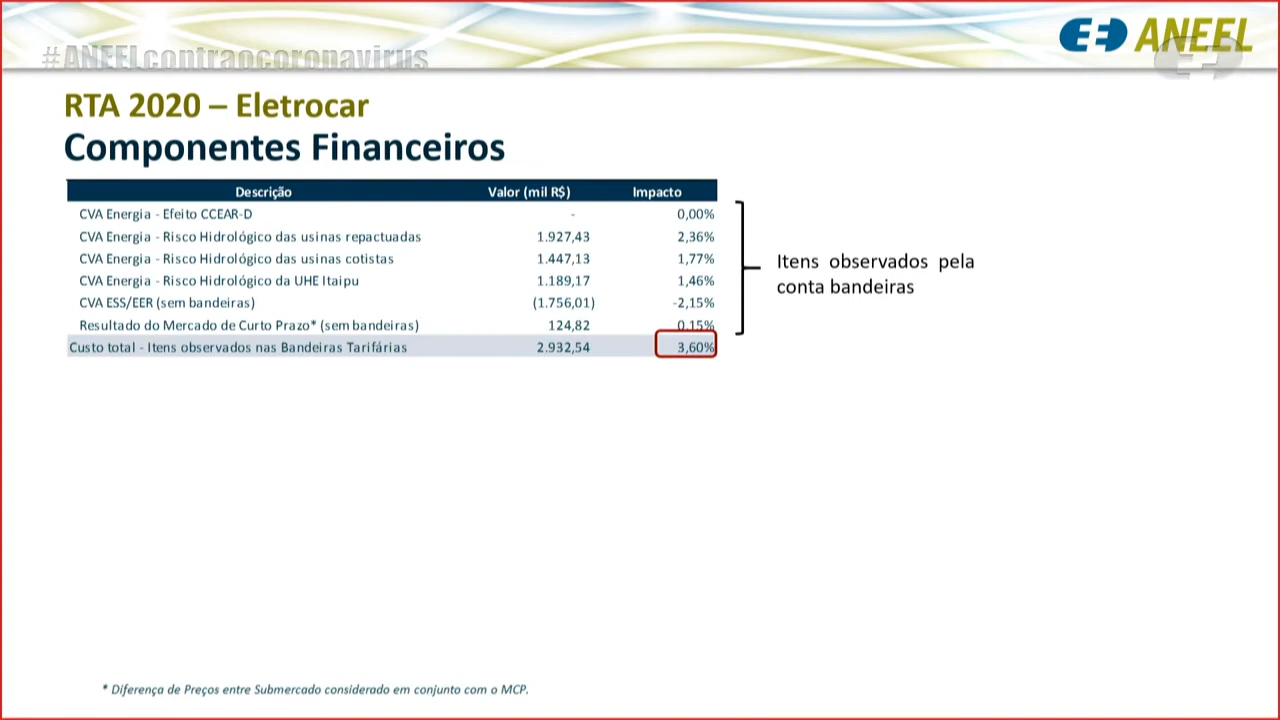 #ANEELcontraocoronavirus
ANEEL
RTA 2020 – Eletrocar
Componentes Financeiros
Descrição Valor (mil R$) Impacto
CVA Energia - Efeito CCEAR-D - 0,00%
CVA Energia - Risco Hidrológico das usinas repactuadas 1.927,43 2,36%
CVA Energia - Risco Hidrológico das usinas cotistas 1.447,13 1,77%
CVA Energia - Risco Hidrológico da UHE Itaipu 1.189,17 1,46%
CVA ESS/EER (sem bandeiras) (1.756,01) -2,15%
Resultado do Mercado de Curto Prazo* (sem bandeiras) 124,82 0,15%
Custo total - Itens observados nas Bandeiras Tarifárias 2.932,54 3,60%
Itens observados pela
conta bandeiras
* Diferença de Preços entre Submercado considerado em conjunto com o MCP.